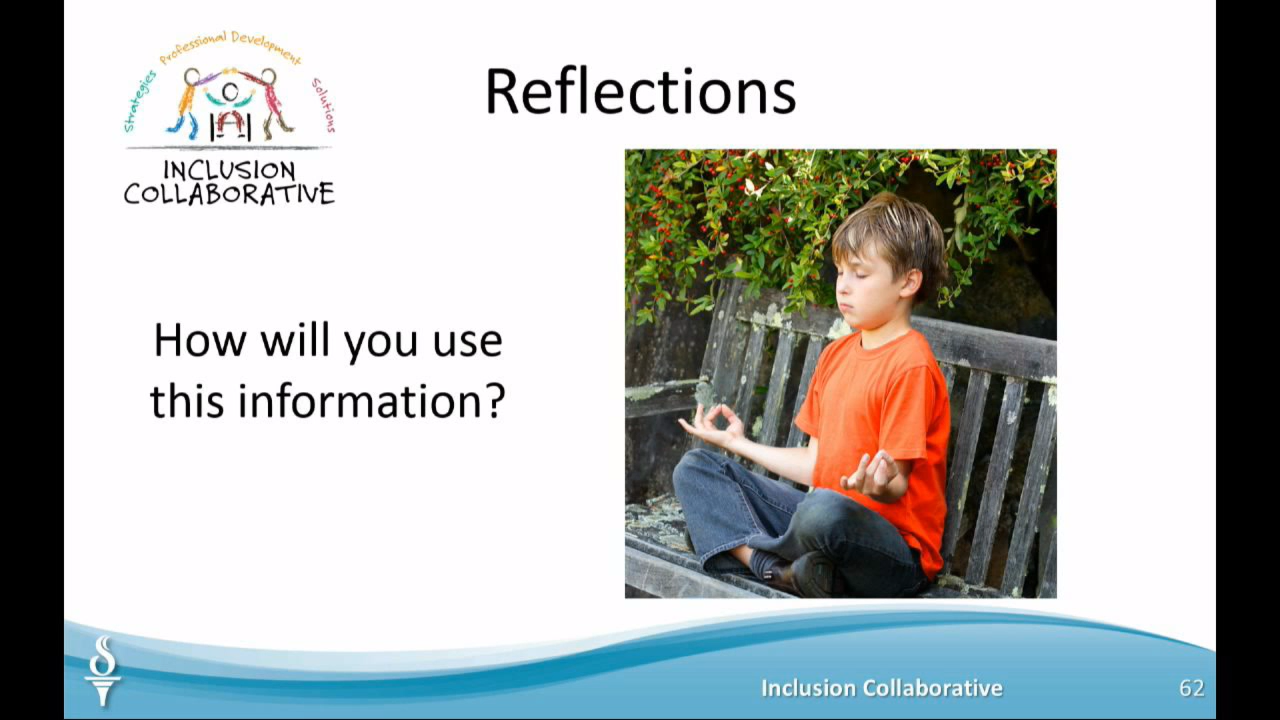 Strategies Professional Development Solutions
INCLUSION
COLLABORATIVE
Reflections
How will you use
this information?
Inclusion Collaborative
62